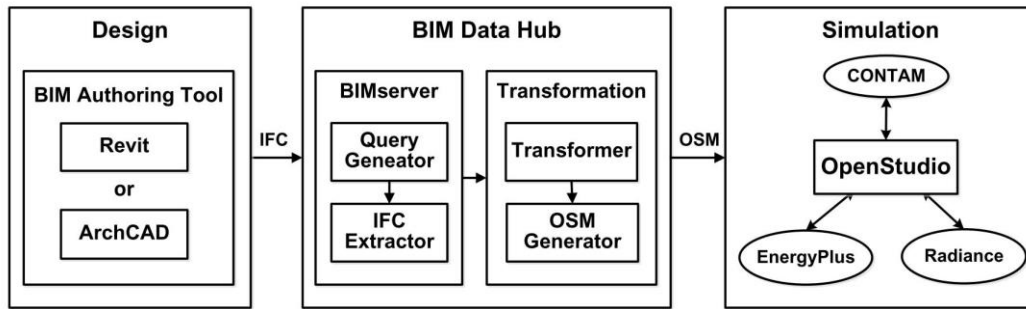 Design
BIM Authoring Tool
Revit
or
ArchCAD
IFC
BIM Data Hub
BIMserver
Query
Geneator
IFC
Extractor
Transformation
Transformer
OSM
Generator
OSM
Simulation
CONTAM
OpenStudio
EnergyPlus
Radiance